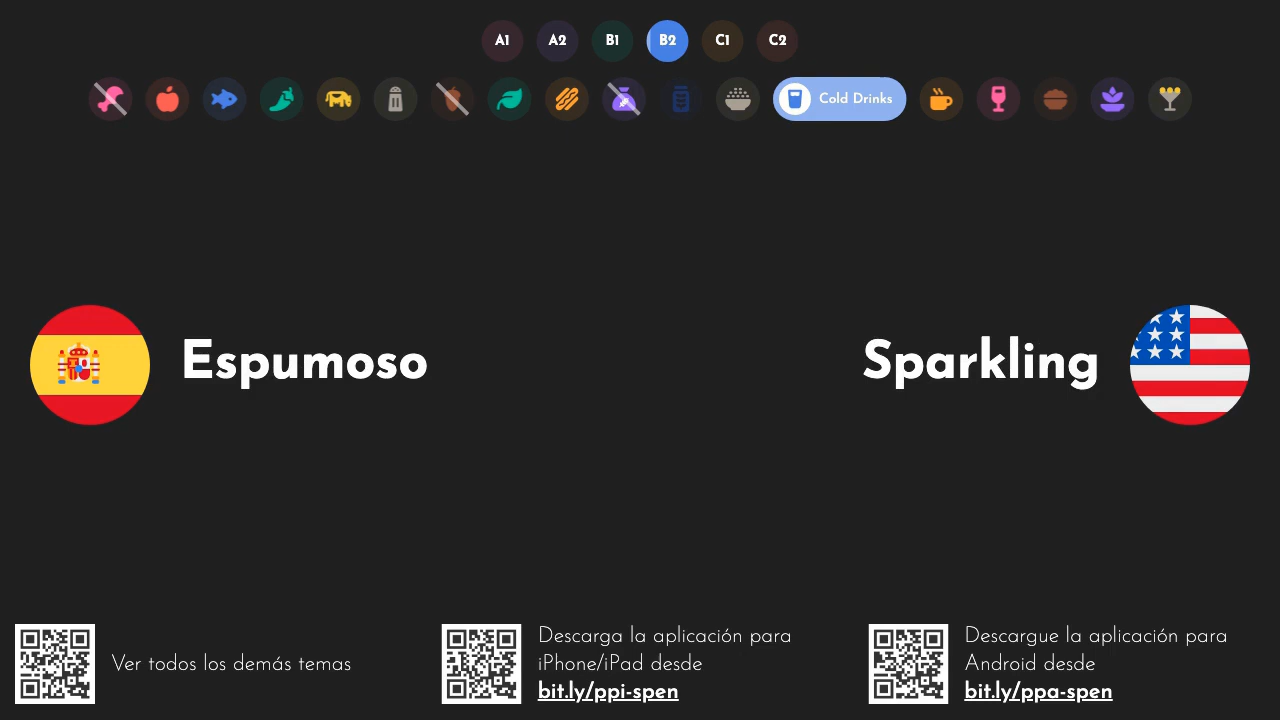 A1 A2 B1 B2 C1 C2
Cold Drinks
Espumoso
Sparkling
Ver todos los demás temas
Descarga la aplicación para
iPhone/iPad desde
bit.ly/ppi-spen
Descargue la aplicación para
Android desde
bit.ly/ppa-spen